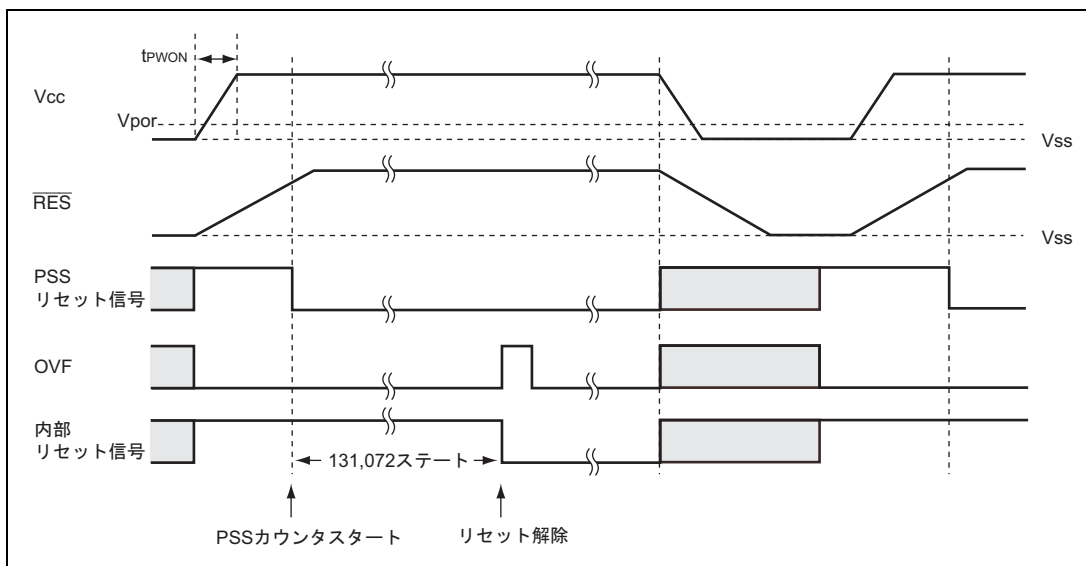 tPWON
Vcc
Vpor
Vss
RES
Vss
PSS
リセット信号
OVF
内部
リセット信号
131,072ステート
PSSカウンタスタート
リセット解除